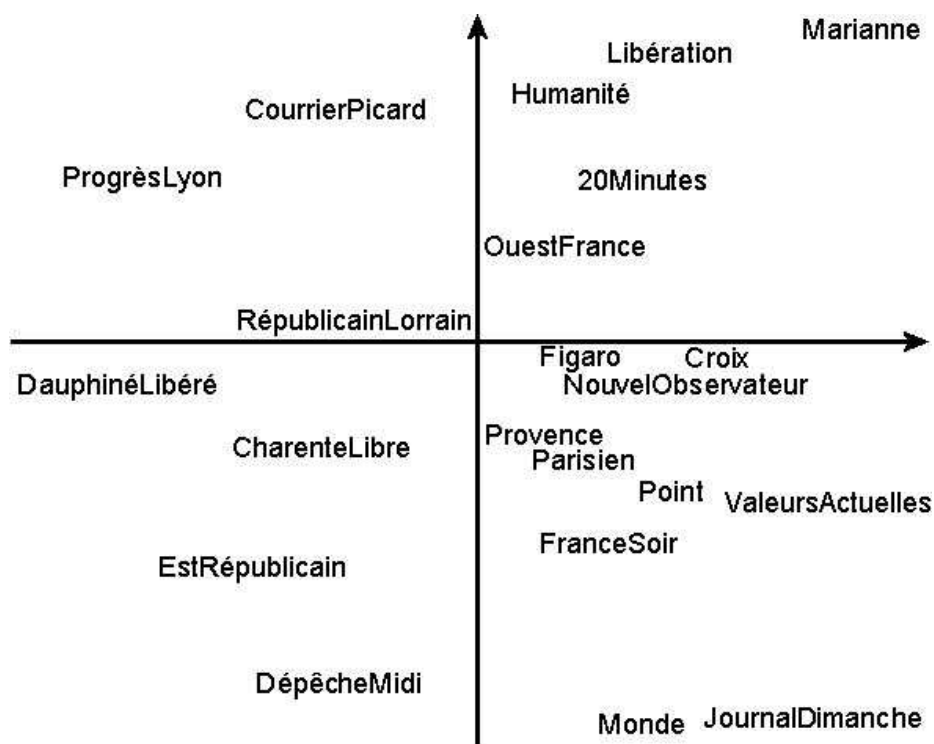 Marianne
Libération
Humanité
CourrierPicard
ProgrèsLyon
20Minutes
OuestFrance
RépublicainLorrain
Figaro
Croix
DauphinéLibéré
NouvelObservateur
Provence
CharenteLibre
Parisien
Point
ValeursActuelles
FranceSoir
EstRépublicain
DépêcheMidi
Monde
JournalDimanche